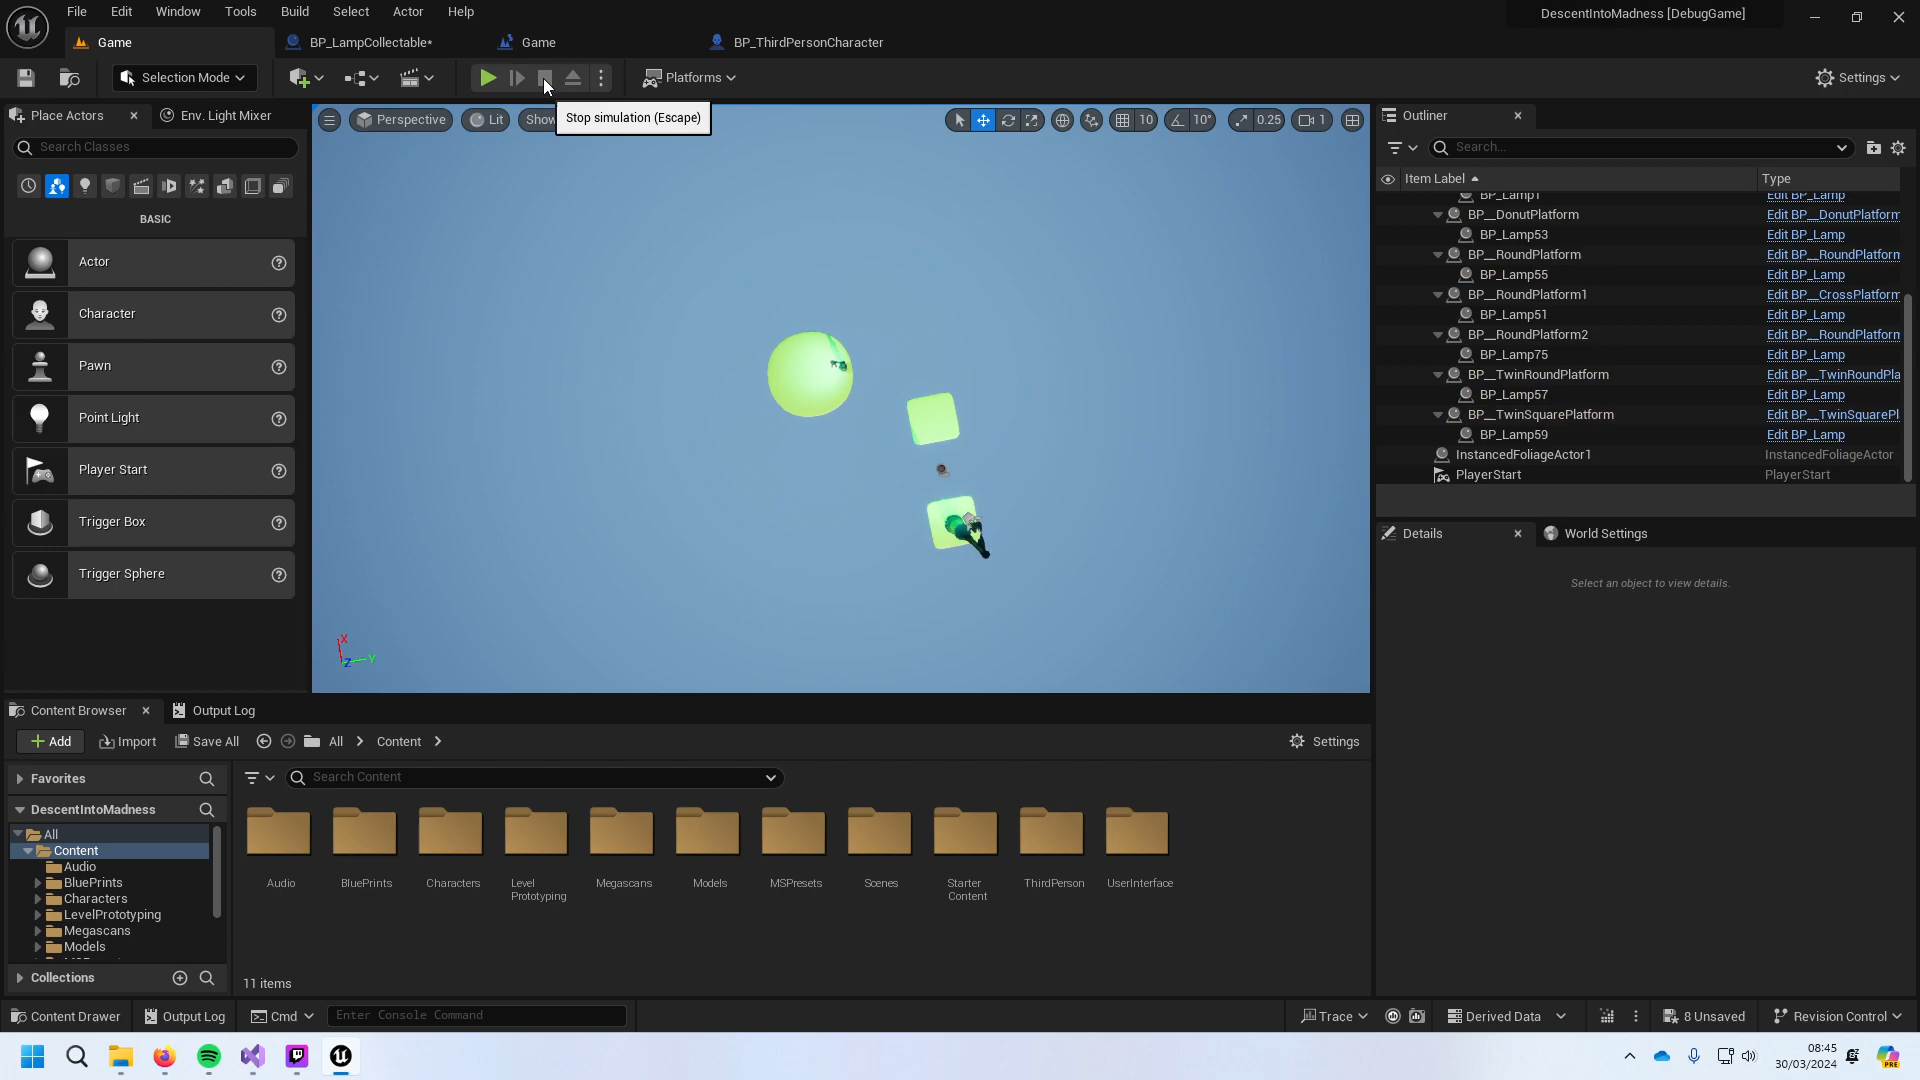 File Edit Window Tools Build Select Actor Help
DescentIntoMadness [DebugGame]
Game
BP_LampCollectable*
Game
BP_ThirdPersonCharacter
Selection Mode
Platforms
Settings
Stop simulation (Escape)
Place Actors
Env. Light Mixer
Search Classes
BASIC
Actor
Character
Pawn
Point Light
Player Start
Trigger Box
Trigger Sphere
Perspective
Lit
Show
10
10°
0.25
1
X
Y
Z
Outliner
Search...
Item Label
Type
BP_Lamp1 Edit BP_Lamp
BP__DonutPlatform Edit BP__DonutPlatform
BP_Lamp53 Edit BP_Lamp
BP__RoundPlatform Edit BP__RoundPlatform
BP_Lamp55 Edit BP_Lamp
BP__RoundPlatform1 Edit BP__CrossPlatform
BP_Lamp51 Edit BP_Lamp
BP__RoundPlatform2 Edit BP__RoundPlatform
BP_Lamp75 Edit BP_Lamp
BP__TwinRoundPlatform Edit BP__TwinRoundPla
BP_Lamp57 Edit BP_Lamp
BP__TwinSquarePlatform Edit BP__TwinSquarePl
BP_Lamp59 Edit BP_Lamp
InstancedFoliageActor1 InstancedFoliageActor
PlayerStart PlayerStart
Details
World Settings
Select an object to view details.
Content Browser
Output Log
Add
Import
Save All
All
Content
Settings
Favorites
Search Content
DescentIntoMadness
All
Content
Audio
BluePrints
Characters
LevelPrototyping
Megascans
Models
Collections
Audio
BluePrints
Characters
Level Prototyping
Megascans
Models
MSPresets
Scenes
Starter Content
ThirdPerson
UserInterface
11 items
Content Drawer
Output Log
Cmd
Enter Console Command
Trace
Derived Data
8 Unsaved
Revision Control
08:45
30/03/2024
PRE